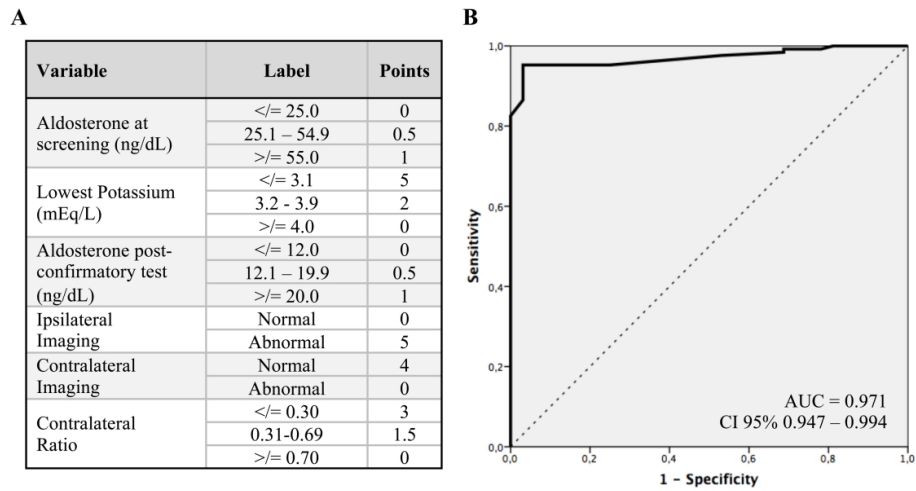 A
Variable Label Points
Aldosterone at
screening (ng/dL)
</= 25.0 0
25.1 – 54.9 0.5
>/= 55.0 1
Lowest Potassium
(mEq/L)
</= 3.1 5
3.2 - 3.9 2
>/= 4.0 0
Aldosterone post-
confirmatory test
(ng/dL)
</= 12.0 0
12.1 – 19.9 0.5
>/= 20.0 1
Ipsilateral
Imaging
Normal 0
Abnormal 5
Contralateral
Imaging
Normal 4
Abnormal 0
Contralateral
Ratio
</= 0.30 3
0.31-0.69 1.5
>/= 0.70 0
B
Sensitivity
1,0
0,8
0,6
0,4
0,2
0,0
AUC = 0.971
CI 95% 0.947 – 0.994
0,0 0,2 0,4 0,6 0,8 1,0
1 - Specificity